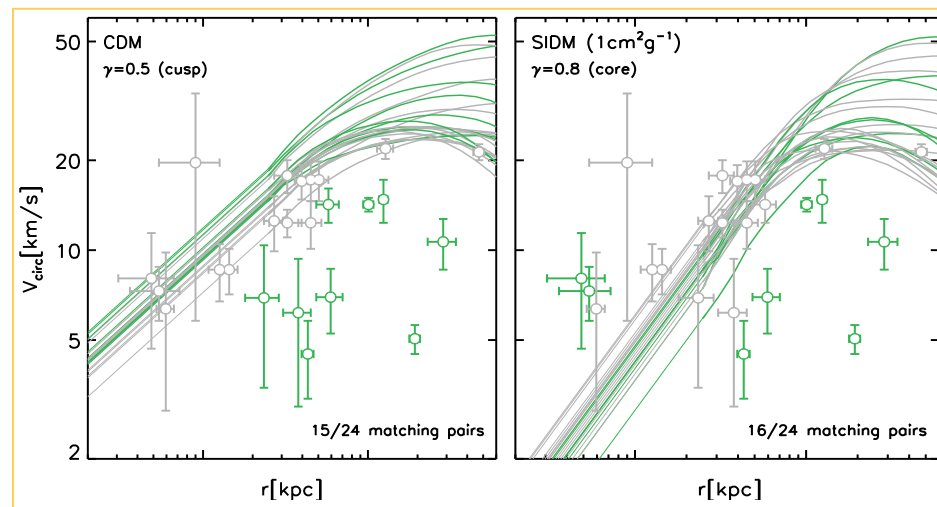 CDM
γ=0.5 (cusp)
15/24 matching pairs
SIDM (1cm²g⁻¹)
γ=0.8 (core)
16/24 matching pairs
50
20
10
5
2
V_circ[km/s]
r[kpc]
r[kpc]